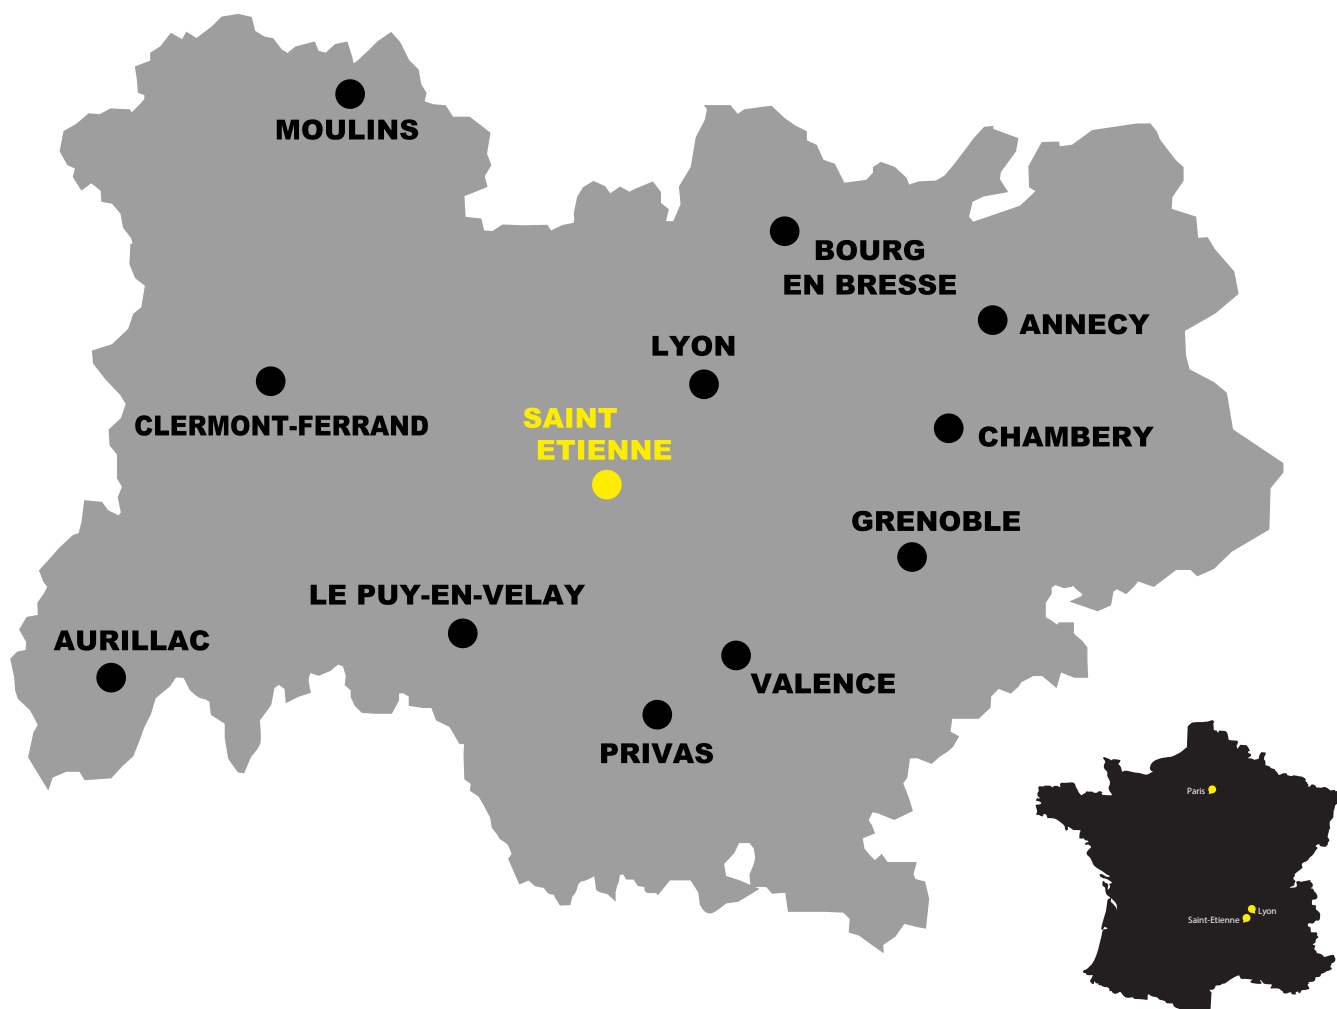 MOULINS
BOURG
EN BRESSE
ANNECY
LYON
CLERMONT-FERRAND
SAINT
ETIENNE
CHAMBERY
GRENOBLE
LE PUY-EN-VELAY
AURILLAC
VALENCE
PRIVAS
Paris
Lyon
Saint-Etienne